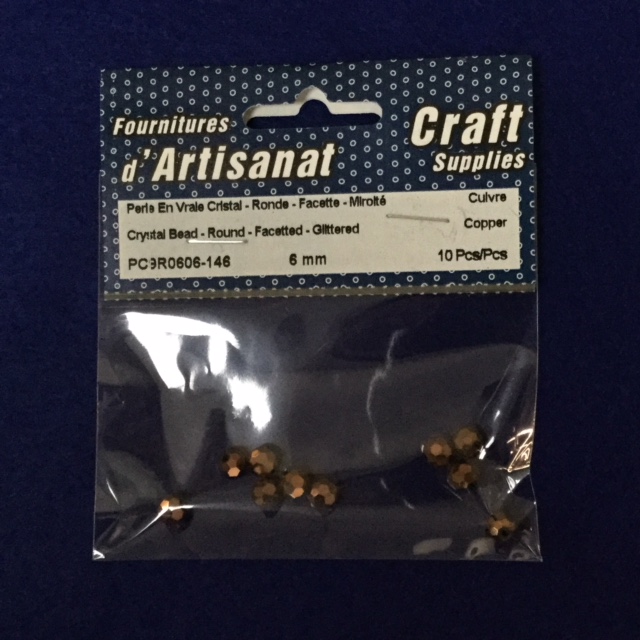 Fournitures
d'Artisanat
Craft
Supplies
Perle En Vraie Cristal - Ronde - Facette - Miroité Cuivre
Crystal Bead - Round - Facetted - Glittered Copper
PC9R0606-146 6 mm 10 Pcs/Pcs